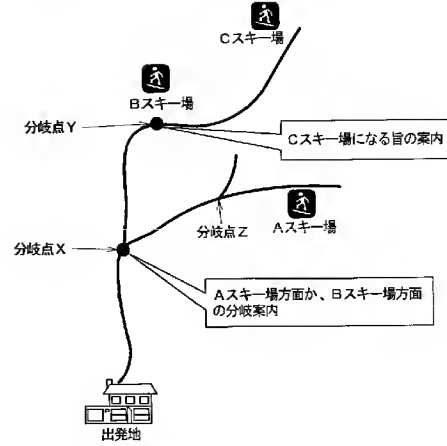 Cスキー場
Bスキー場
分岐点Y
Cスキー場になる旨の案内
分岐点Z
Aスキー場
分岐点X
Aスキー場方面か、Bスキー場方面
の分岐案内
出発地